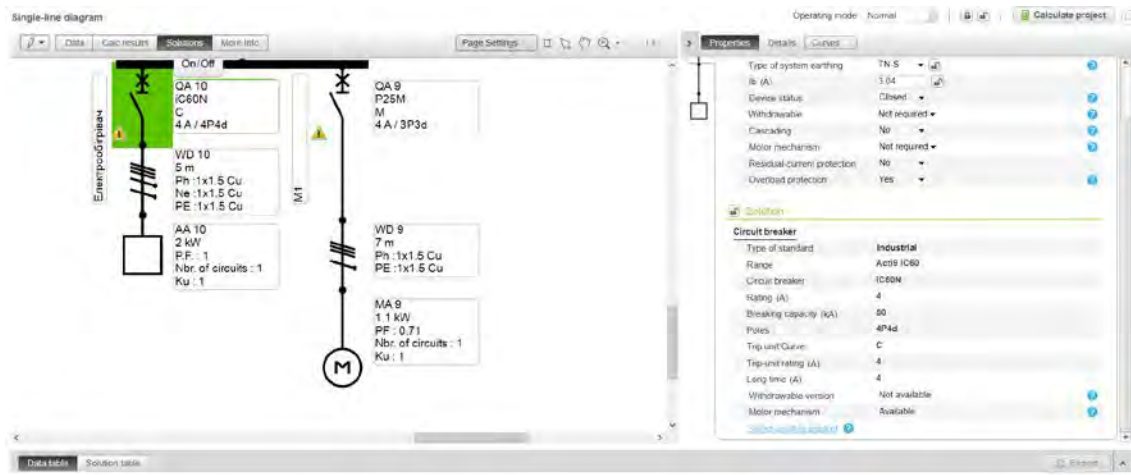 Single-line diagram
Operating mode Normal
Calculate project
Data
Calc results
Solutions
More info
Page Settings
Properties
Details
Curves
On/Off
QA 10
iC60N
C
4 A / 4P4d
Електрообігрівач
WD 10
5 m
Ph :1x1.5 Cu
Ne :1x1.5 Cu
PE :1x1.5 Cu
AA 10
2 kW
P.F. : 1
Nbr. of circuits : 1
Ku : 1
M1
QA 9
P25M
M
4 A / 3P3d
WD 9
7 m
Ph :1x1.5 Cu
PE :1x1.5 Cu
MA 9
1.1 kW
PF : 0.71
Nbr. of circuits : 1
Ku : 1
M
Type of system earthing TN-S
Ib (A) 3.04
Device status Closed
Withdrawable Not required
Cascading No
Motor mechanism Not required
Residual-current protection No
Overload protection Yes
Solution
Circuit breaker
Type of standard Industrial
Range Acti9 iC60
Circuit breaker iC60N
Rating (A) 4
Breaking capacity (kA) 50
Poles 4P4d
Trip unit/Curve C
Trip-unit rating (A) 4
Long time (A) 4
Withdrawable version Not available
Motor mechanism Available
Data table
Solution table
Export